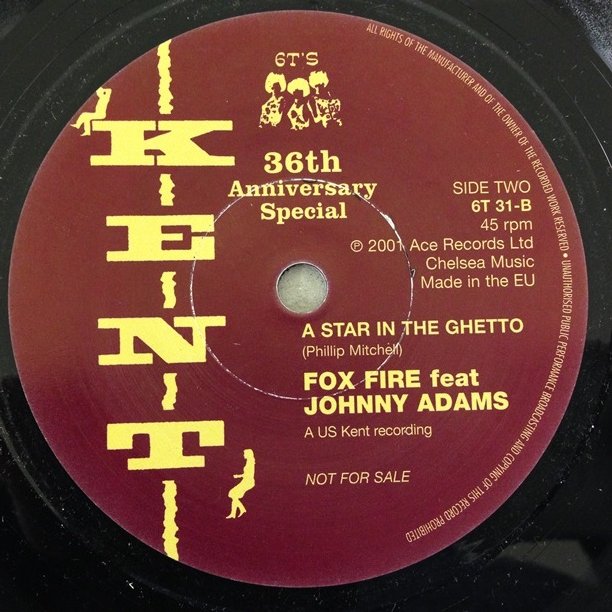 ALL RIGHTS OF THE MANUFACTURER AND OF THE OWNER OF THE RECORDED WORK RESERVED • UNAUTHORISED PUBLIC PERFORMANCE BROADCASTING AND COPYING OF THIS RECORD PROHIBITED
KENT
6T'S
36th
Anniversary
Special
SIDE TWO
6T 31-B
45 rpm
℗ 2001 Ace Records Ltd
Chelsea Music
Made in the EU
A STAR IN THE GHETTO
(Phillip Mitchell)
FOX FIRE feat
JOHNNY ADAMS
A US Kent recording
NOT FOR SALE